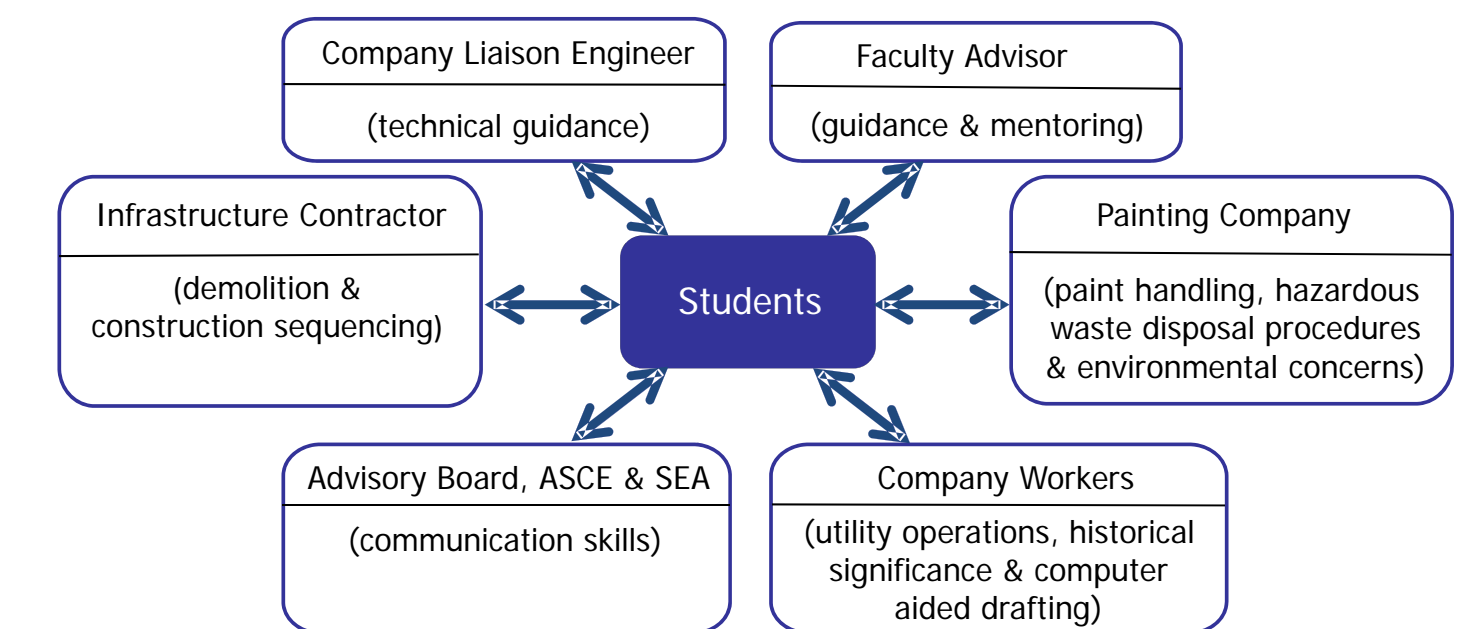 Company Liaison Engineer
(technical guidance)
Faculty Advisor
(guidance & mentoring)
Infrastructure Contractor
(demolition &
construction sequencing)
Students
Painting Company
(paint handling, hazardous
waste disposal procedures
& environmental concerns)
Advisory Board, ASCE & SEA
(communication skills)
Company Workers
(utility operations, historical
significance & computer
aided drafting)